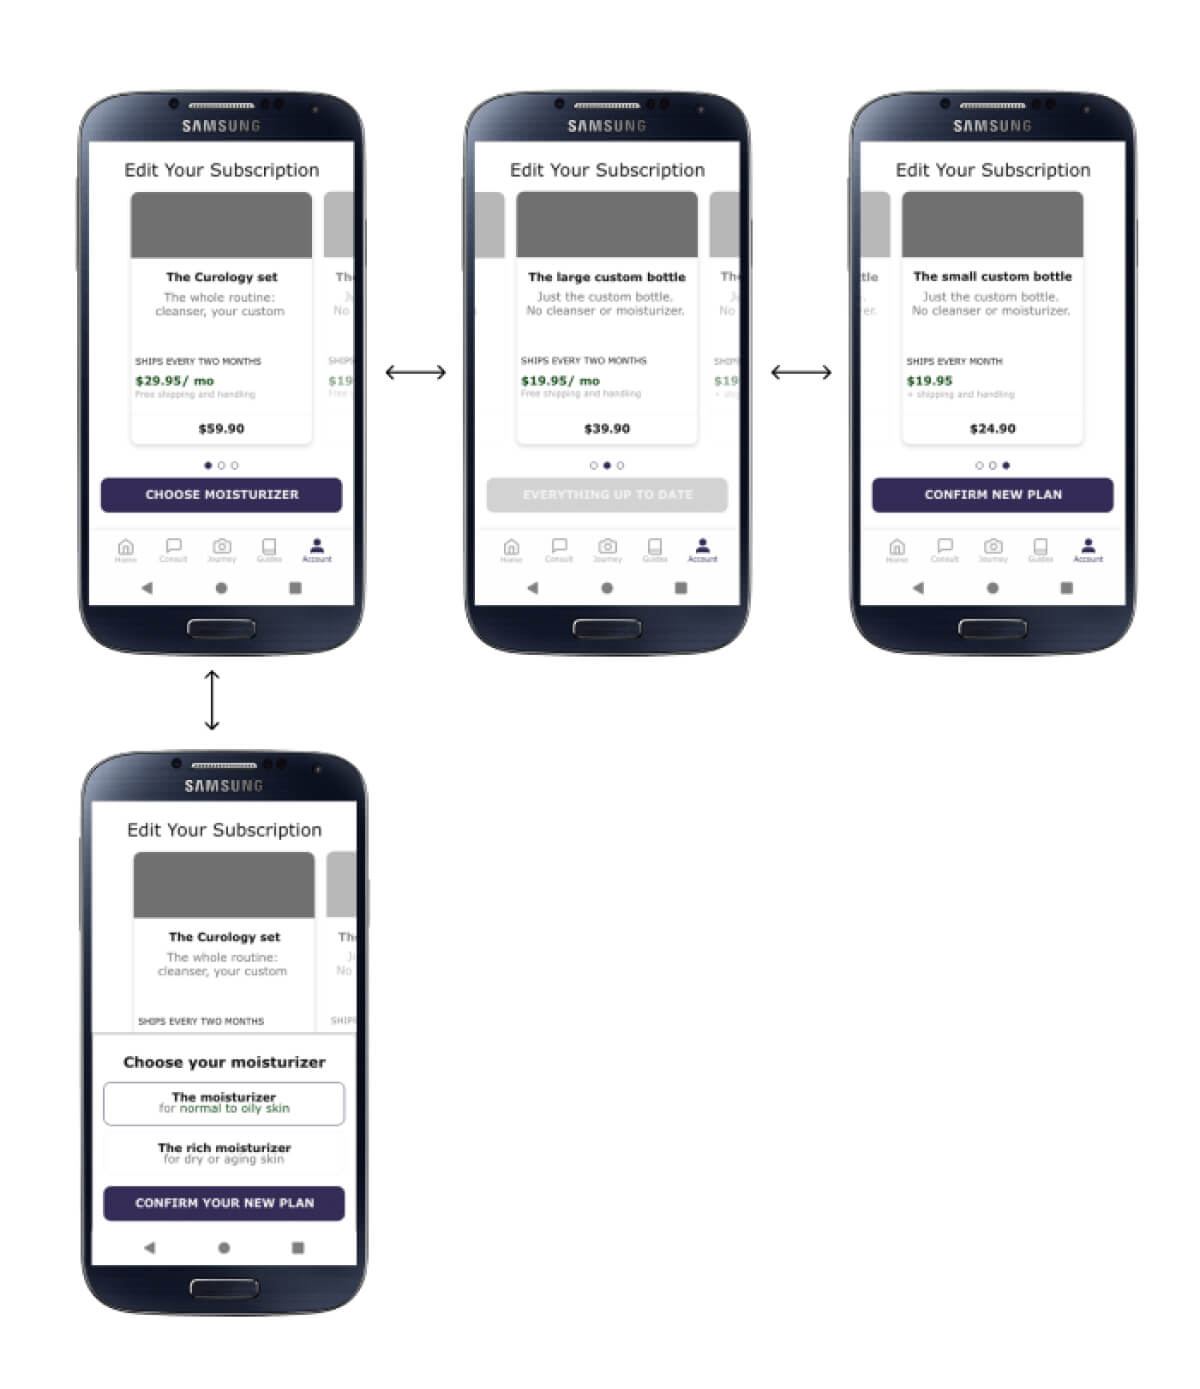 SAMSUNG
Edit Your Subscription
The Curology set
The whole routine:
cleanser, your custom
SHIPS EVERY TWO MONTHS
$29.95/ mo
Free shipping and handling
$59.90
Th
No
SHIPS
$19
Free
CHOOSE MOISTURIZER
Home
Consult
Journey
Guides
Account
SAMSUNG
Edit Your Subscription
The large custom bottle
Just the custom bottle.
No cleanser or moisturizer.
SHIPS EVERY TWO MONTHS
$19.95/ mo
Free shipping and handling
$39.90
Th
No
SHIP
$19
EVERYTHING UP TO DATE
Home
Consult
Journey
Guides
Account
SAMSUNG
Edit Your Subscription
tle
er.
The small custom bottle
Just the custom bottle.
No cleanser or moisturizer.
SHIPS EVERY MONTH
$19.95
+ shipping and handling
$24.90
CONFIRM NEW PLAN
Home
Consult
Journey
Guides
Account
SAMSUNG
Edit Your Subscription
The Curology set
The whole routine:
cleanser, your custom
SHIPS EVERY TWO MONTHS
Th
No
SHIP
Choose your moisturizer
The moisturizer
for normal to oily skin
The rich moisturizer
for dry or aging skin
CONFIRM YOUR NEW PLAN